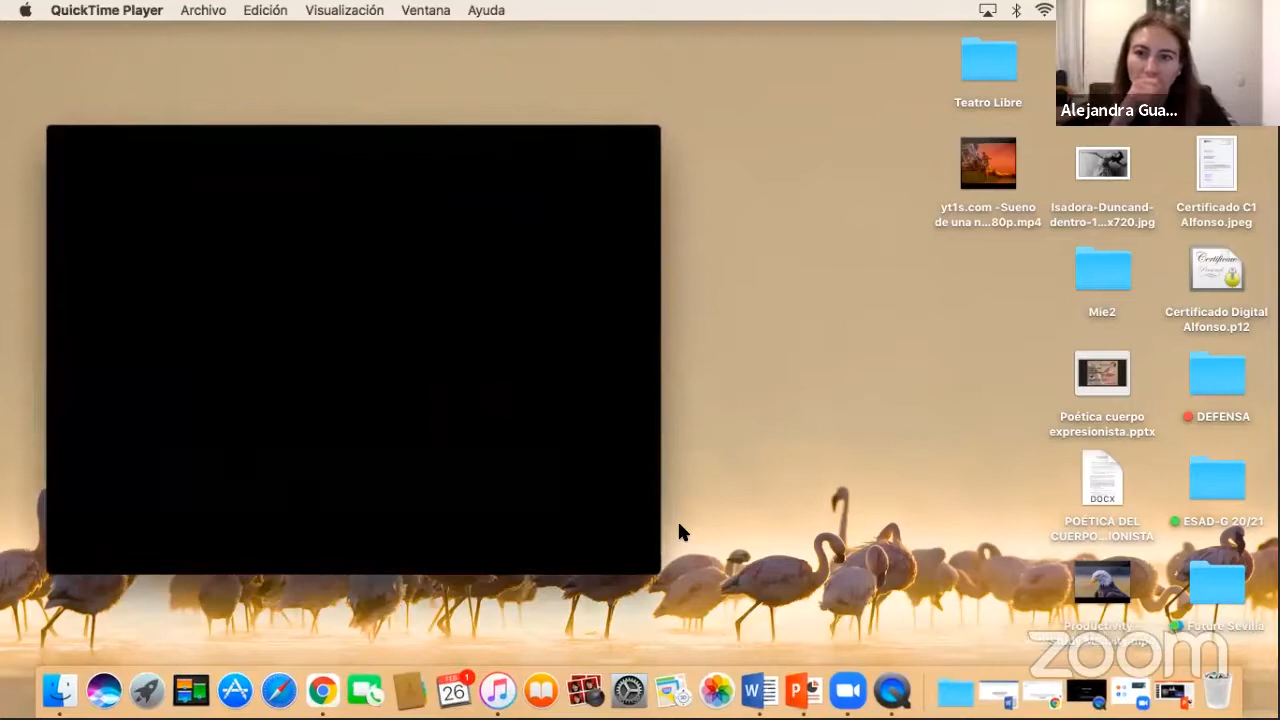 QuickTime Player Archivo Edición Visualización Ventana Ayuda
Teatro Libre
Alejandra Gua...
yt1s.com -Sueno
de una n...80p.mp4
Isadora-Duncand-
dentro-1...x720.jpg
Certificado C1
Alfonso.jpeg
Mie2
Certificado Digital
Alfonso.p12
Poética cuerpo
expresionista.pptx
DEFENSA
DOCX
POÉTICA DEL
CUERPO...IONISTA
ESAD-G 20/21
Future Sevilla
zoom
FEB
26
1